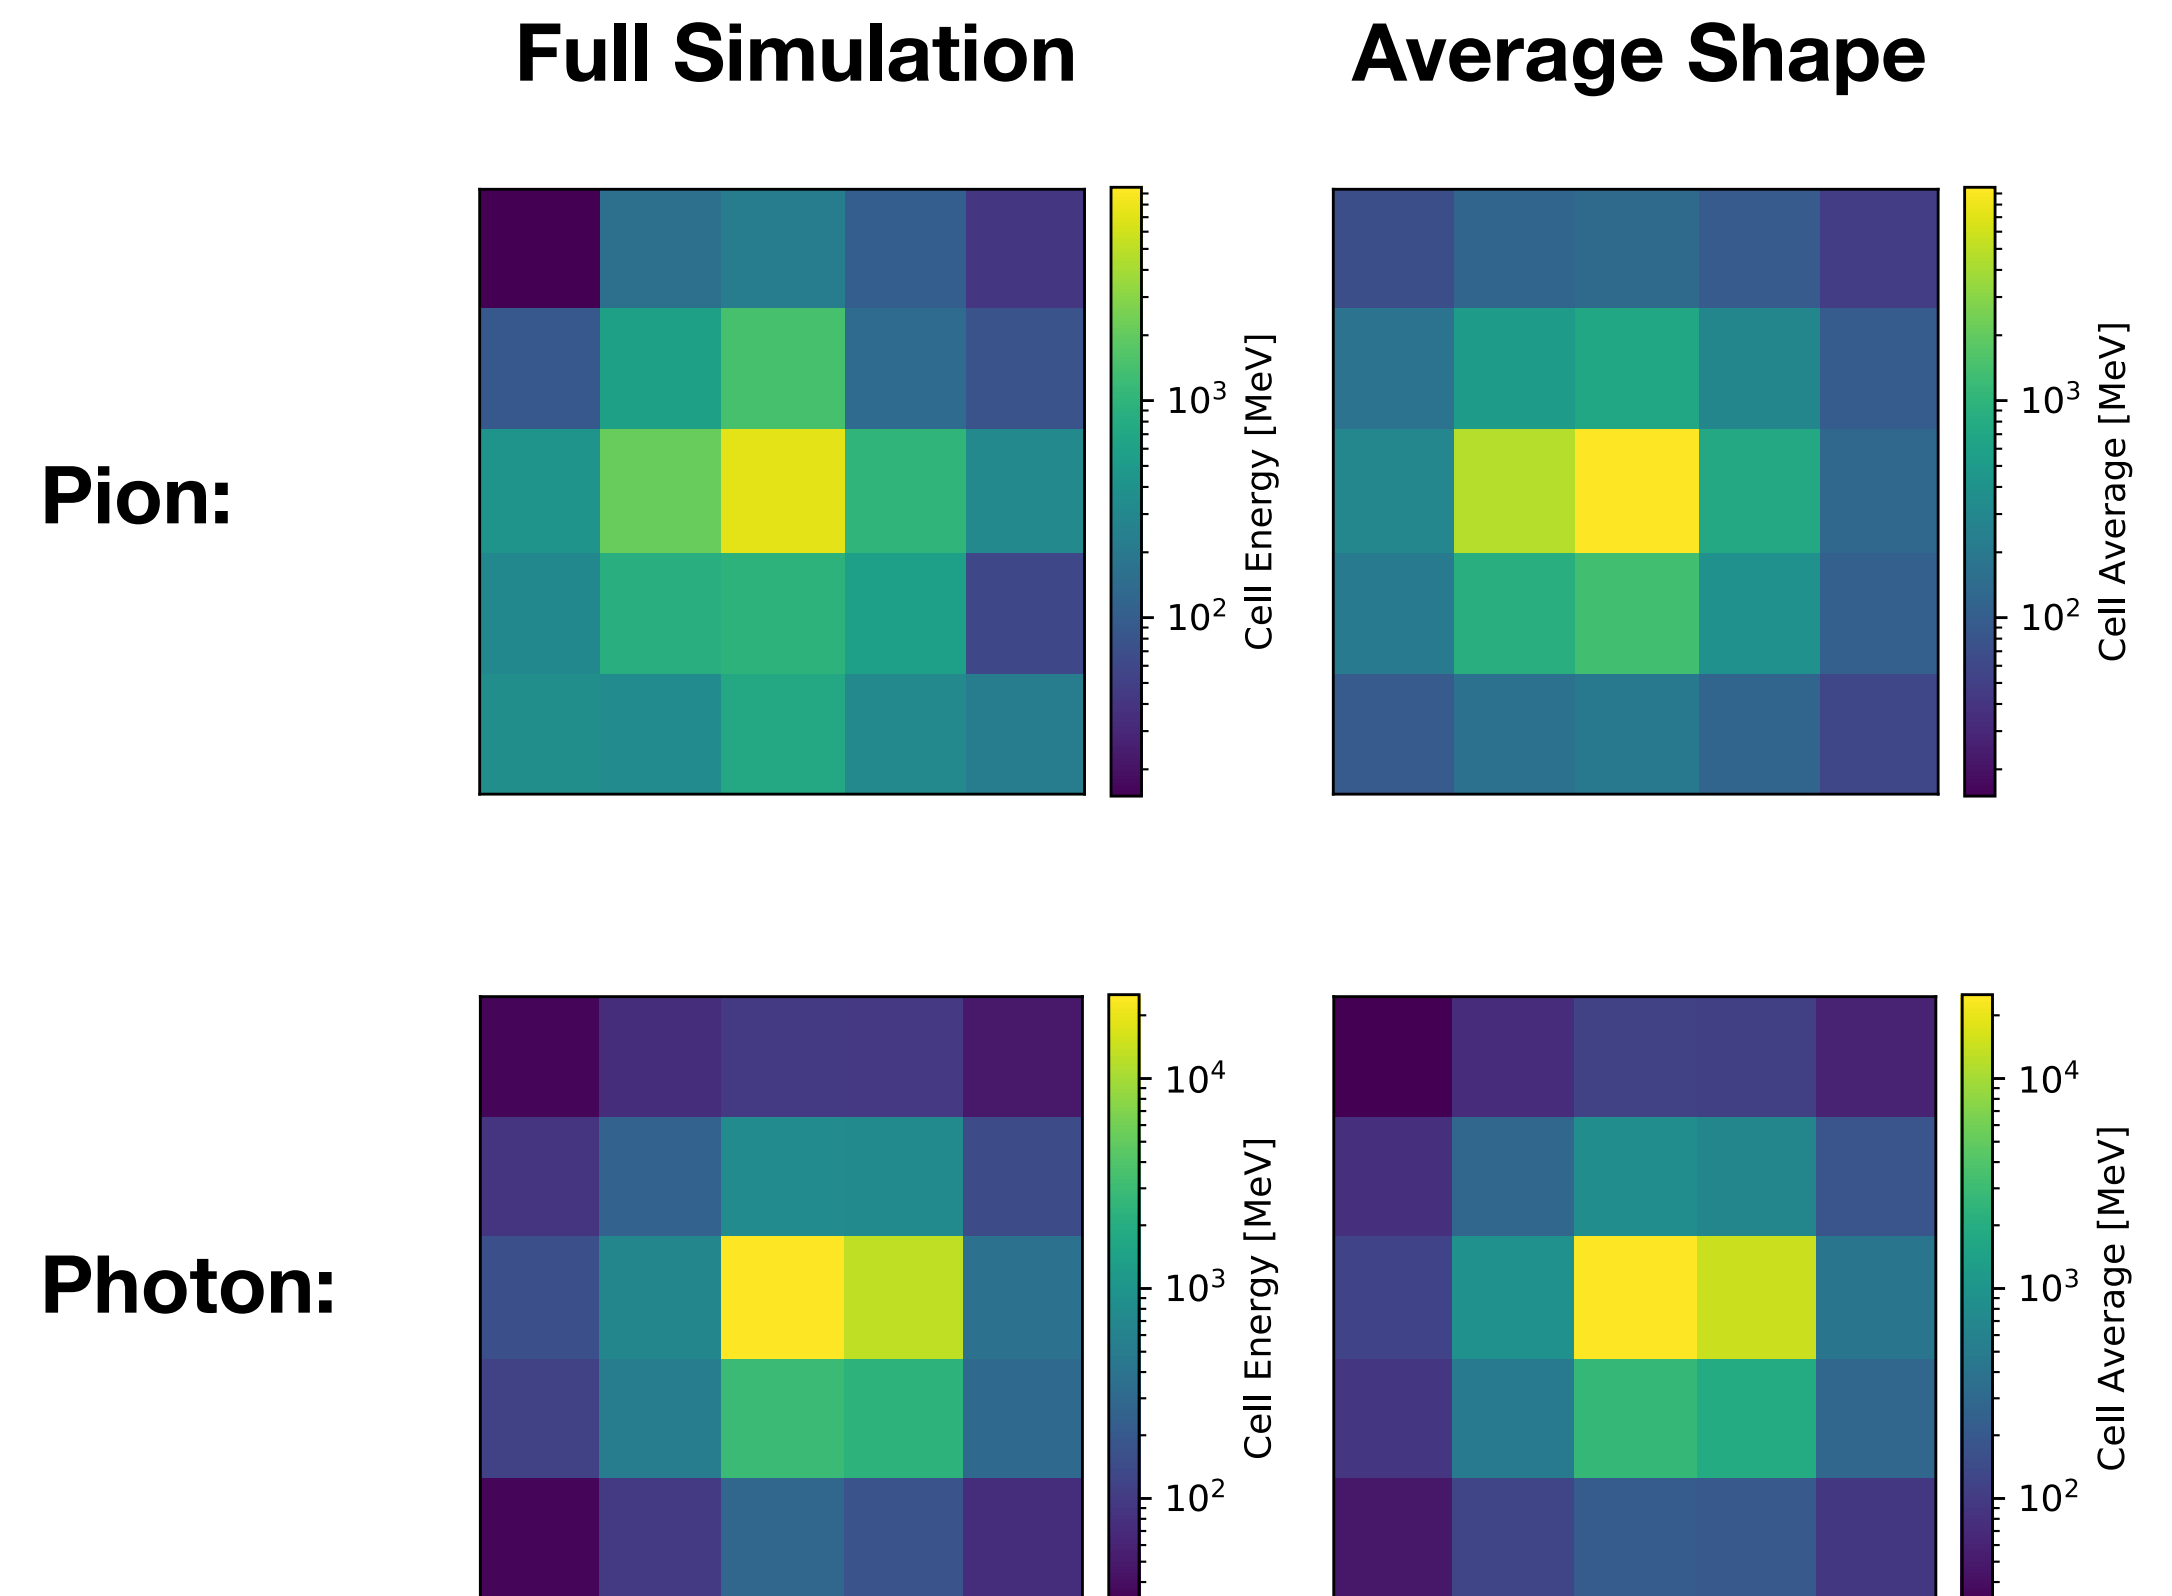 Full Simulation
Average Shape
Pion:
10³
10²
Cell Energy [MeV]
10³
10²
Cell Average [MeV]
Photon:
10⁴
10³
10²
Cell Energy [MeV]
10⁴
10³
10²
Cell Average [MeV]